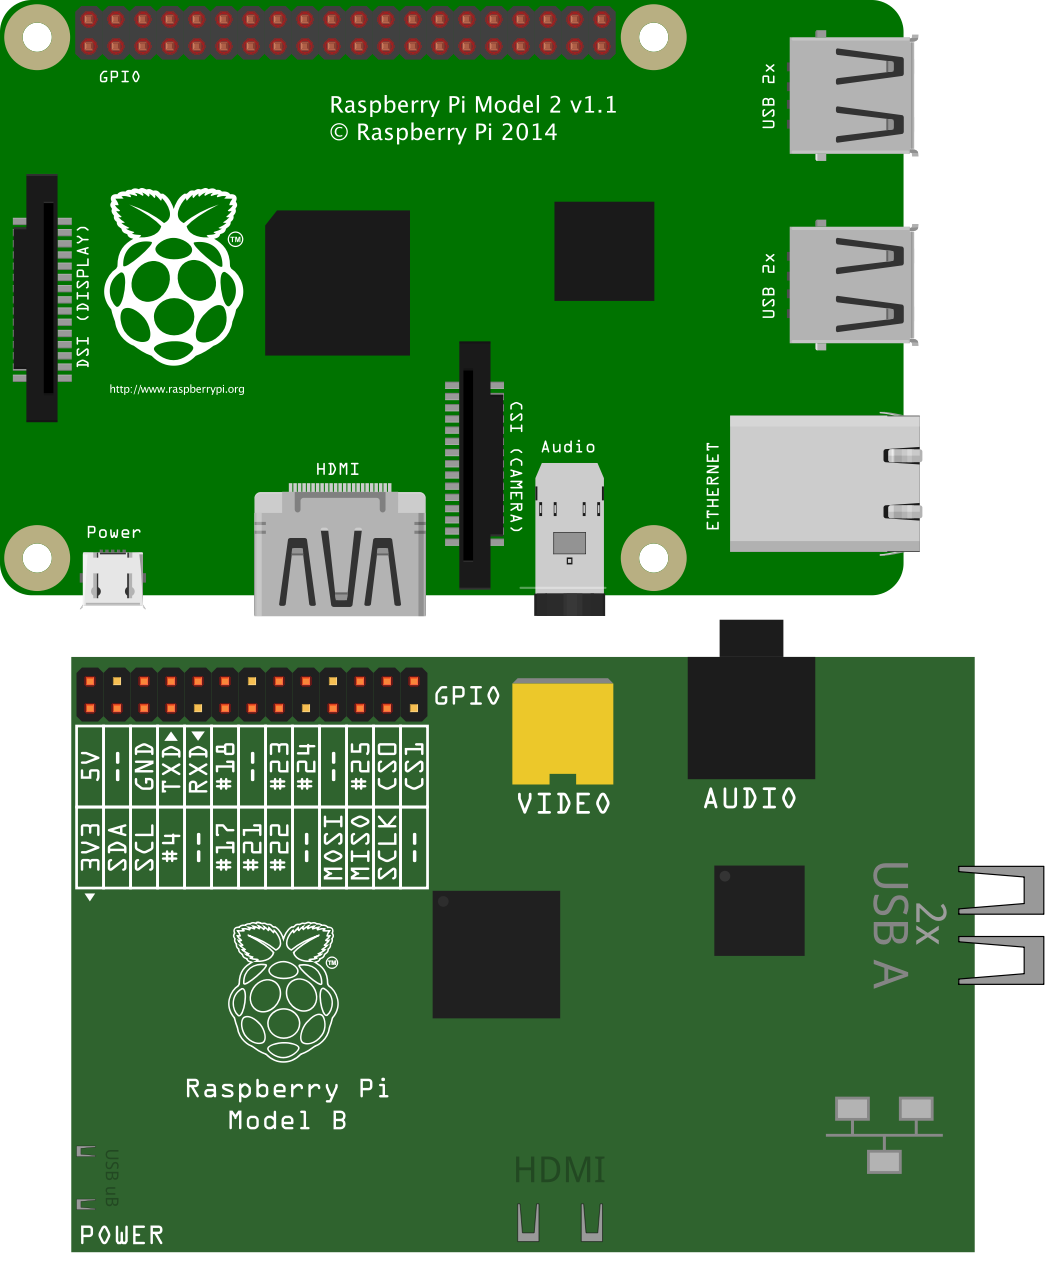 GPIO
Raspberry Pi Model 2 v1.1
© Raspberry Pi 2014
USB 2x
DSI (DISPLAY)
TM
USB 2x
http://www.raspberrypi.org
CSI (CAMERA)
Audio
ETHERNET
HDMI
Power
GPIO
5V -- GND TXD RXD #18 -- #23 #24 -- #25 CS0 CS1
3V3 SDA SCL #4 -- #17 #21 #22 -- MOSI MISO SCLK --
VIDEO
AUDIO
2x
USB A
TM
Raspberry Pi
Model B
USB uB
HDMI
POWER